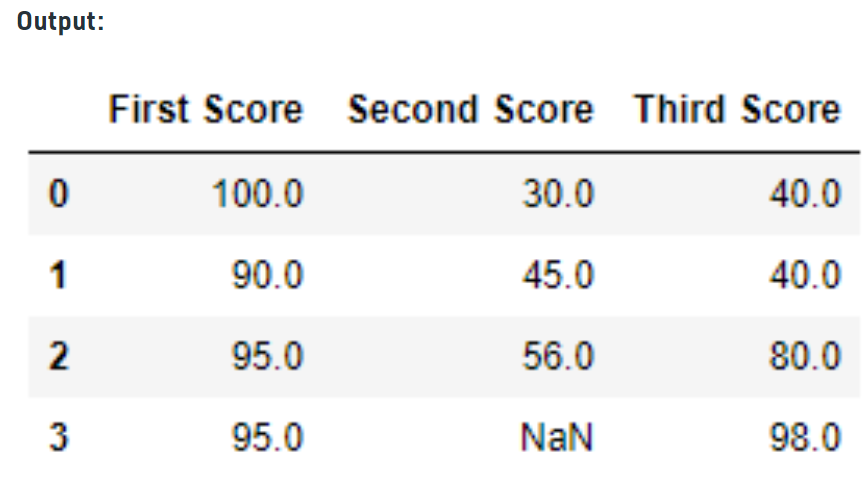 Output:
First Score Second Score Third Score
0 100.0 30.0 40.0
1 90.0 45.0 40.0
2 95.0 56.0 80.0
3 95.0 NaN 98.0